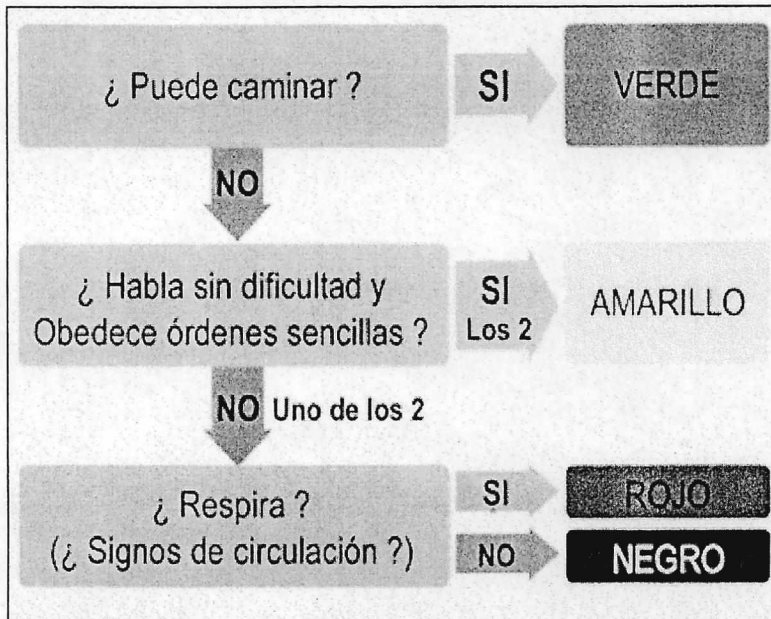 ¿ Puede caminar ?
SI
VERDE
NO
¿ Habla sin dificultad y
Obedece órdenes sencillas ?
SI
Los 2
AMARILLO
NO Uno de los 2
¿ Respira ?
(¿ Signos de circulación ?)
SI
ROJO
NO
NEGRO